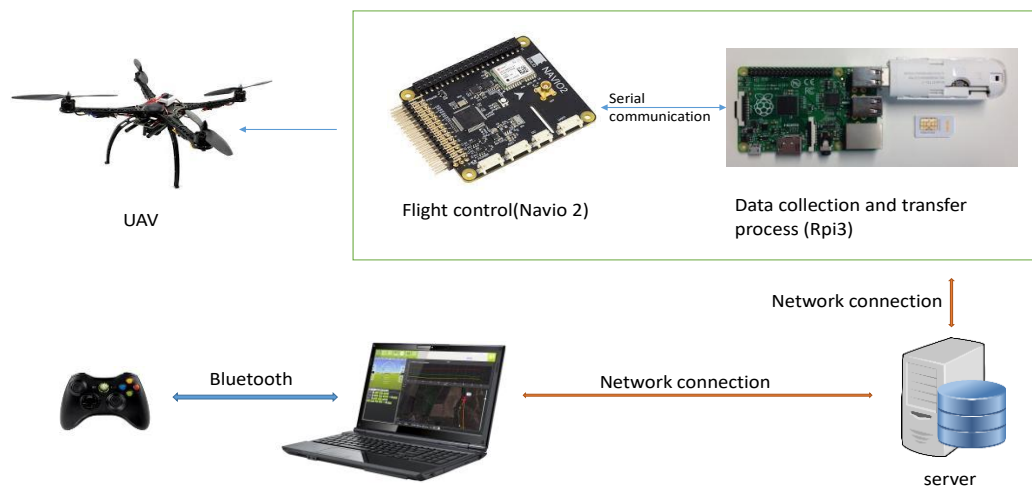 NAVIO2
Serial
communication
UAV
Flight control(Navio 2)
Data collection and transfer
process (Rpi3)
Network connection
Bluetooth
Network connection
server